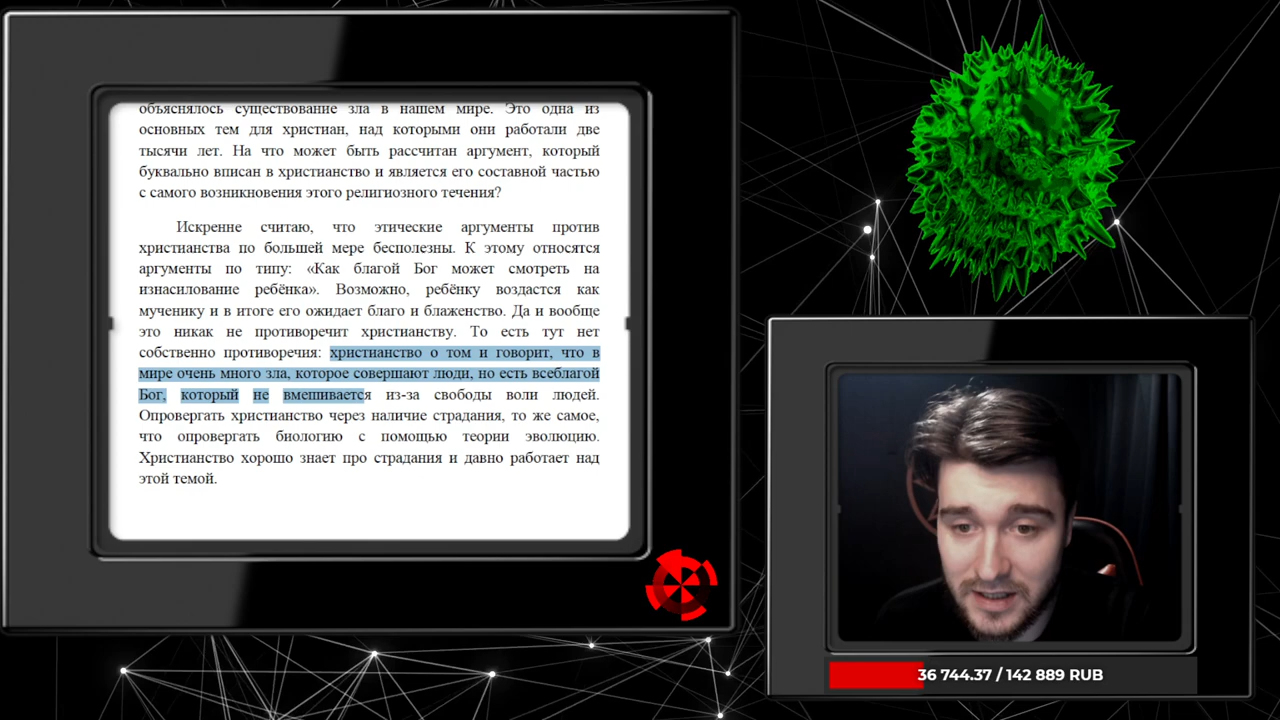 объяснялось существование зла в нашем мире. Это одна из
основных тем для христиан, над которыми они работали две
тысячи лет. На что может быть рассчитан аргумент, который
буквально вписан в христианство и является его составной частью
с самого возникновения этого религиозного течения?
Искренне считаю, что этические аргументы против
христианства по большей мере бесполезны. К этому относятся
аргументы по типу: «Как благой Бог может смотреть на
изнасилование ребёнка». Возможно, ребёнку воздастся как
мученику и в итоге его ожидает благо и блаженство. Да и вообще
это никак не противоречит христианству. То есть тут нет
собственно противоречия: христианство о том и говорит, что в
мире очень много зла, которое совершают люди, но есть всеблагой
Бог, который не вмешивается из-за свободы воли людей.
Опровергать христианство через наличие страдания, то же самое,
что опровергать биологию с помощью теории эволюцию.
Христианство хорошо знает про страдания и давно работает над
этой темой.
36 744.37 / 142 889 RUB